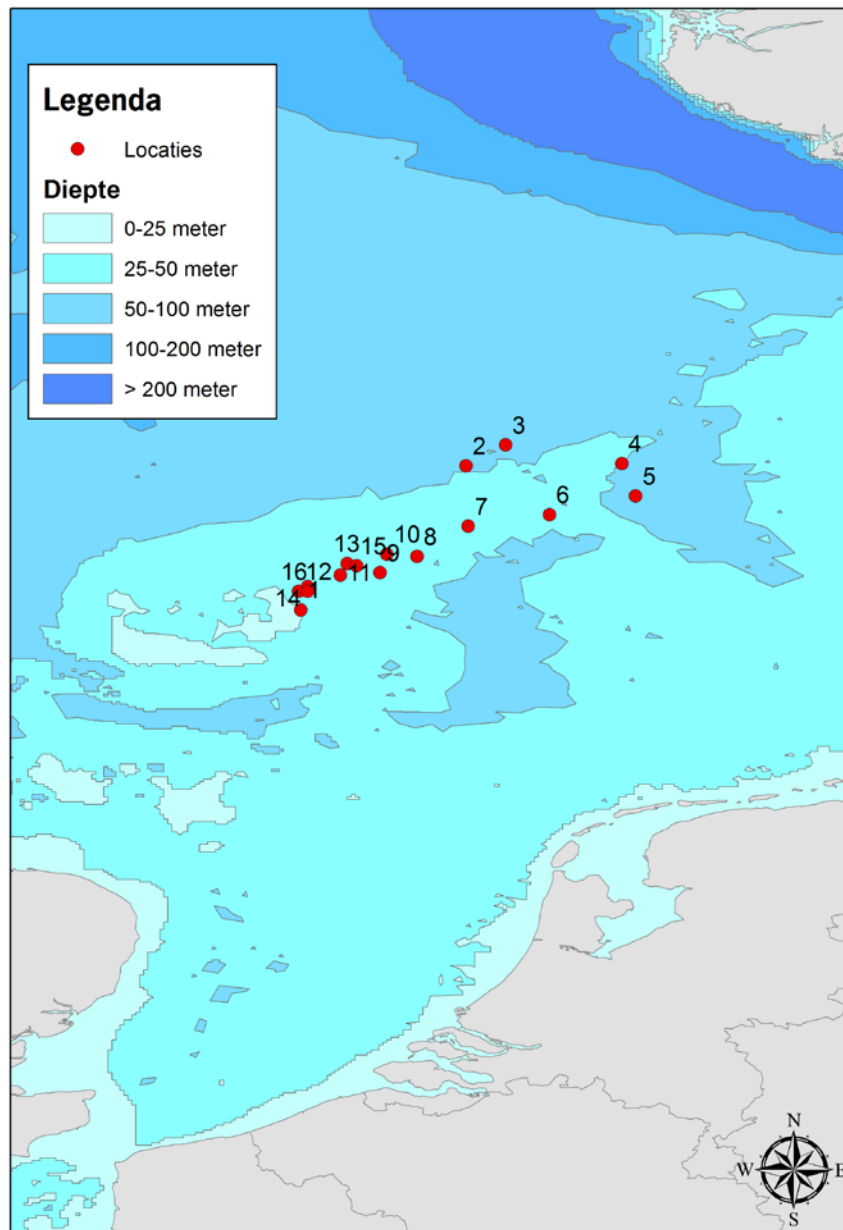 Legenda
Locaties
Diepte
0-25 meter
25-50 meter
50-100 meter
100-200 meter
> 200 meter
3
2
4
5
6
7
10
8
13
15
9
16
12
11
1
14
N
W
E
S